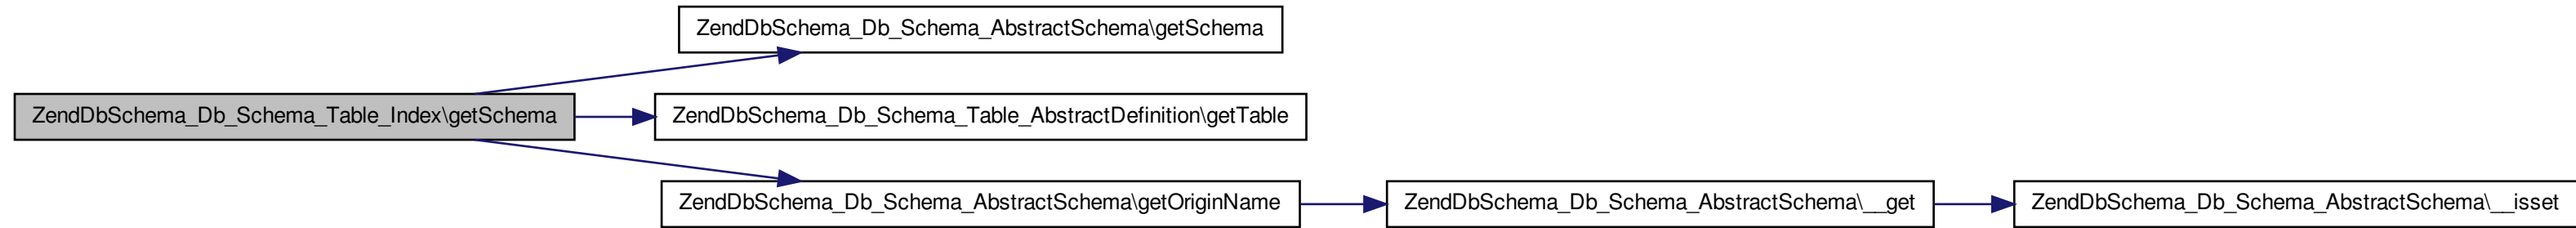 ZendDbSchema_Db_Schema_AbstractSchema\getSchema
ZendDbSchema_Db_Schema_Table_Index\getSchema
ZendDbSchema_Db_Schema_Table_AbstractDefinition\getTable
ZendDbSchema_Db_Schema_AbstractSchema\getOriginName
ZendDbSchema_Db_Schema_AbstractSchema\__get
ZendDbSchema_Db_Schema_AbstractSchema\__isset